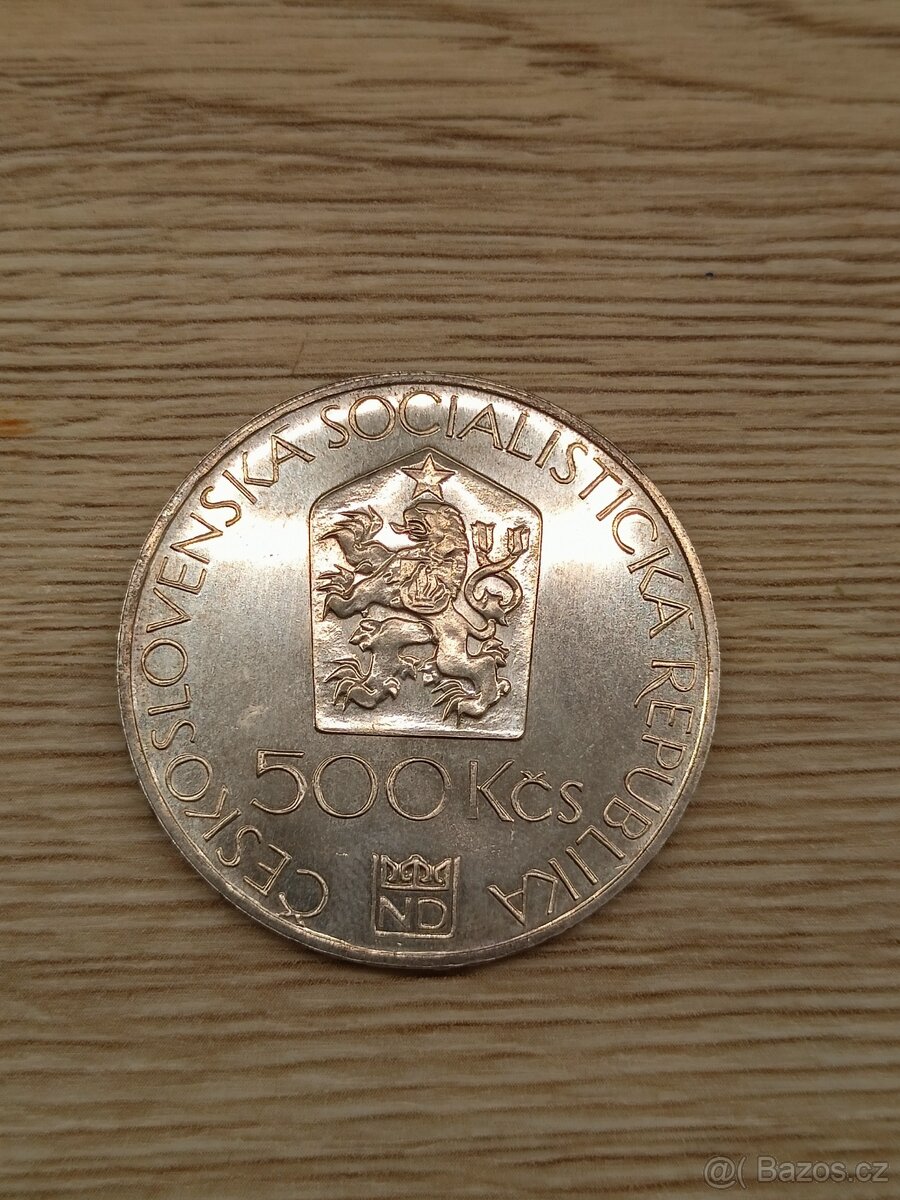 ČESKOSLOVENSKÁ SOCIALISTICKÁ REPUBLIKA
500 Kčs
ND
@( Bazos.cz